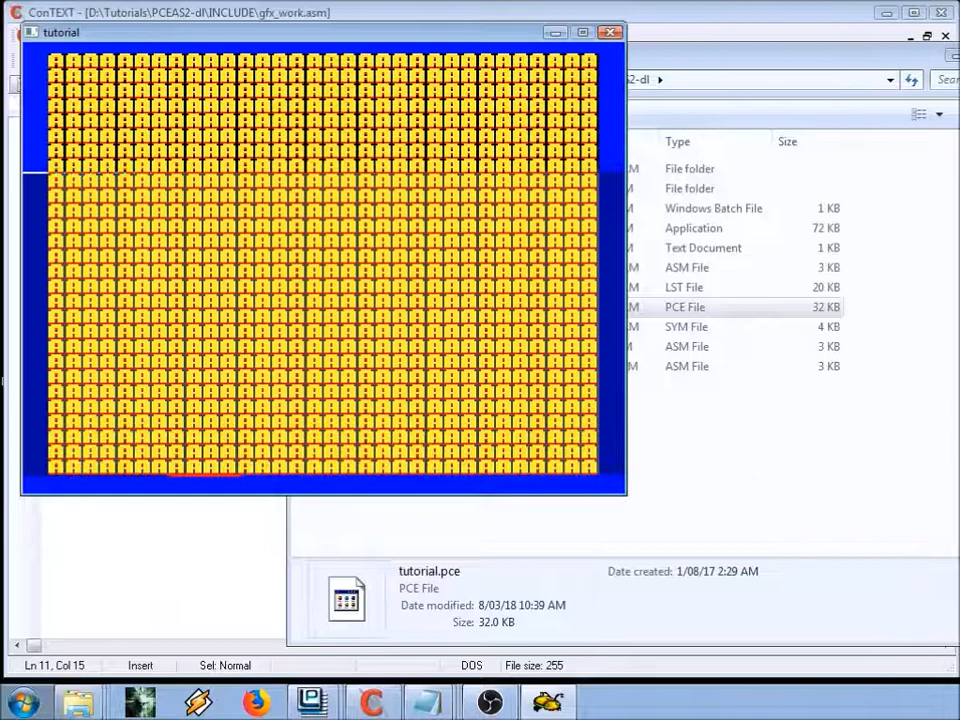 ConTEXT - [D:\Tutorials\PCEAS2-dl\INCLUDE\gfx_work.asm]
tutorial
S2-dl
Type
Size
File folder
File folder
Windows Batch File 1 KB
Application 72 KB
Text Document 1 KB
ASM File 3 KB
LST File 20 KB
PCE File 32 KB
SYM File 4 KB
ASM File 3 KB
ASM File 3 KB
tutorial.pce
Date created: 1/08/17 2:29 AM
PCE File
Date modified: 8/03/18 10:39 AM
Size: 32.0 KB
Ln 11, Col 15 Insert Sel: Normal DOS File size: 255